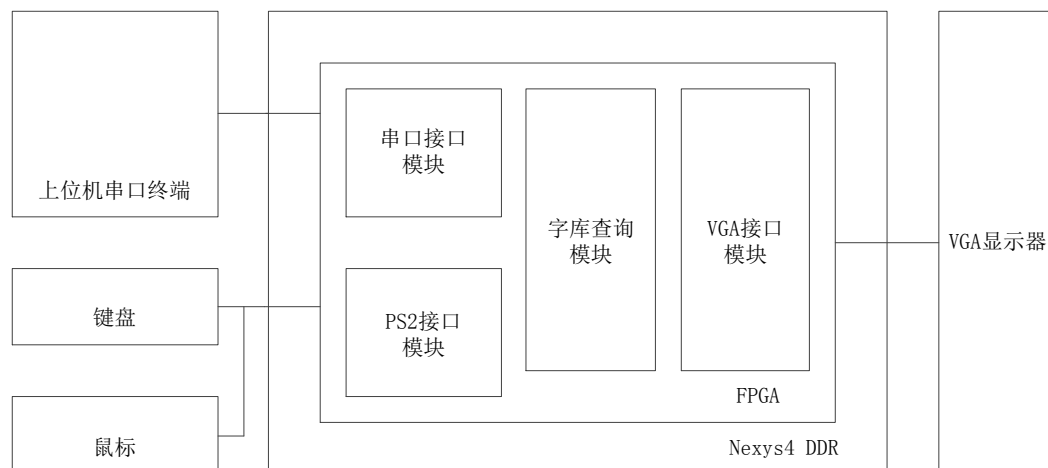 上位机串口终端
键盘
鼠标
串口接口
模块
PS2接口
模块
字库查询
模块
VGA接口
模块
FPGA
Nexys4 DDR
VGA显示器